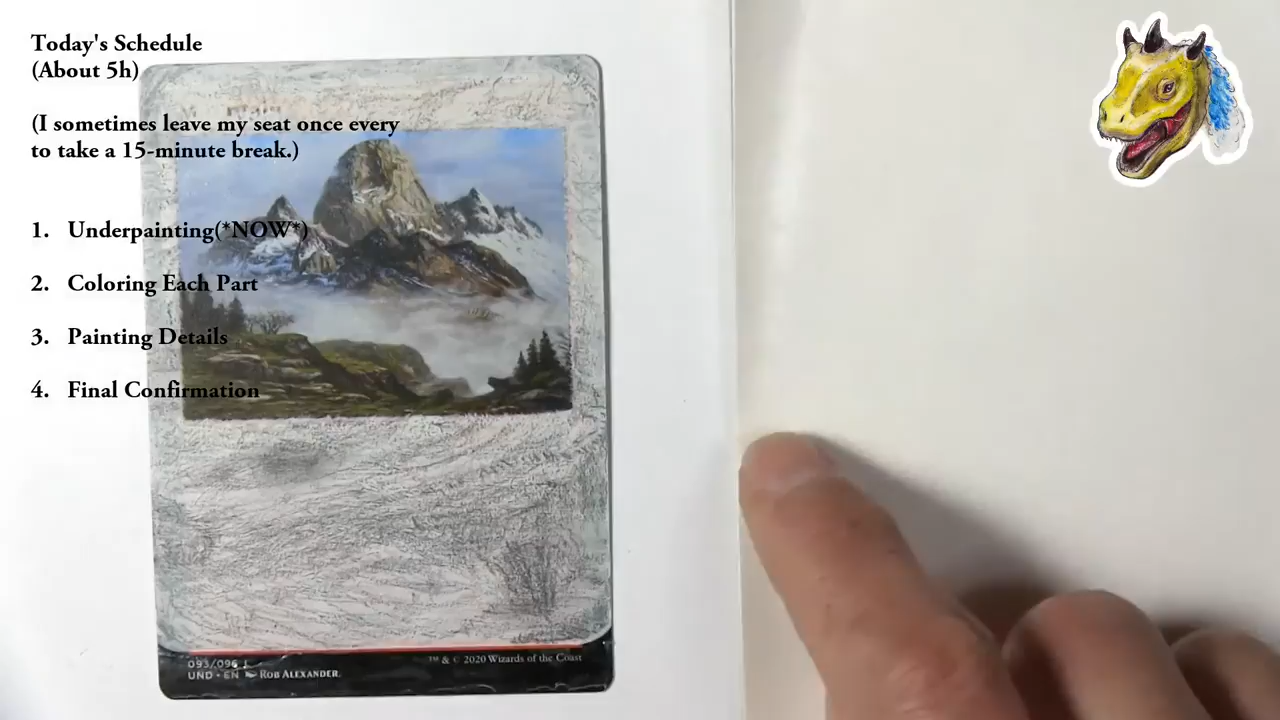 Today's Schedule
(About 5h)
(I sometimes leave my seat once every
to take a 15-minute break.)
1. Underpainting(*NOW*)
2. Coloring Each Part
3. Painting Details
4. Final Confirmation
093/096 L
UND • EN ROB ALEXANDER
™ & © 2020 Wizards of the Coast